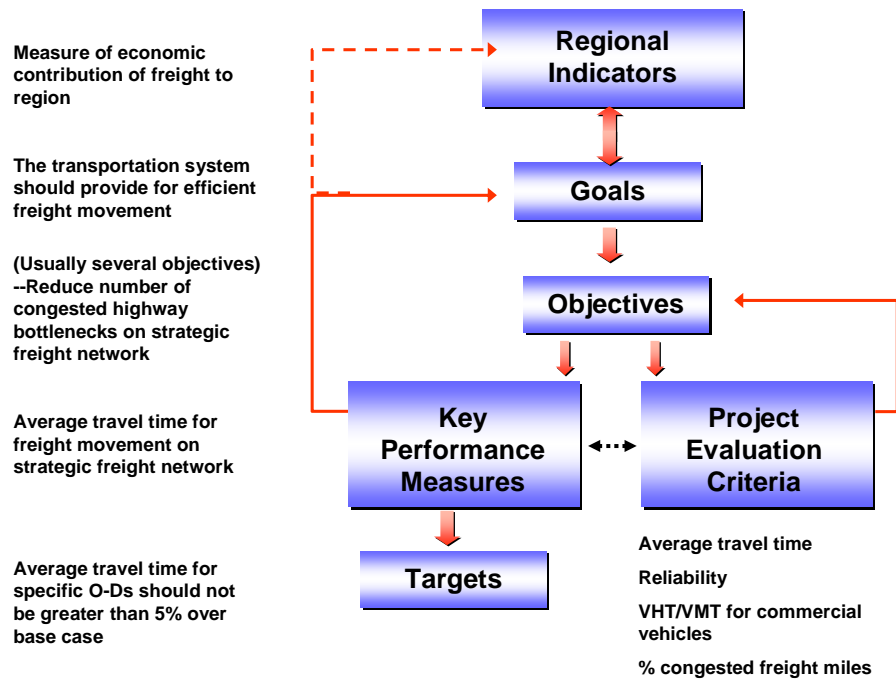 Measure of economic
contribution of freight to
region
Regional
Indicators
The transportation system
should provide for efficient
freight movement
Goals
(Usually several objectives)
--Reduce number of
congested highway
bottlenecks on strategic
freight network
Objectives
Average travel time for
freight movement on
strategic freight network
Key
Performance
Measures
Project
Evaluation
Criteria
Average travel time for
specific O-Ds should not
be greater than 5% over
base case
Targets
Average travel time
Reliability
VHT/VMT for commercial
vehicles
% congested freight miles